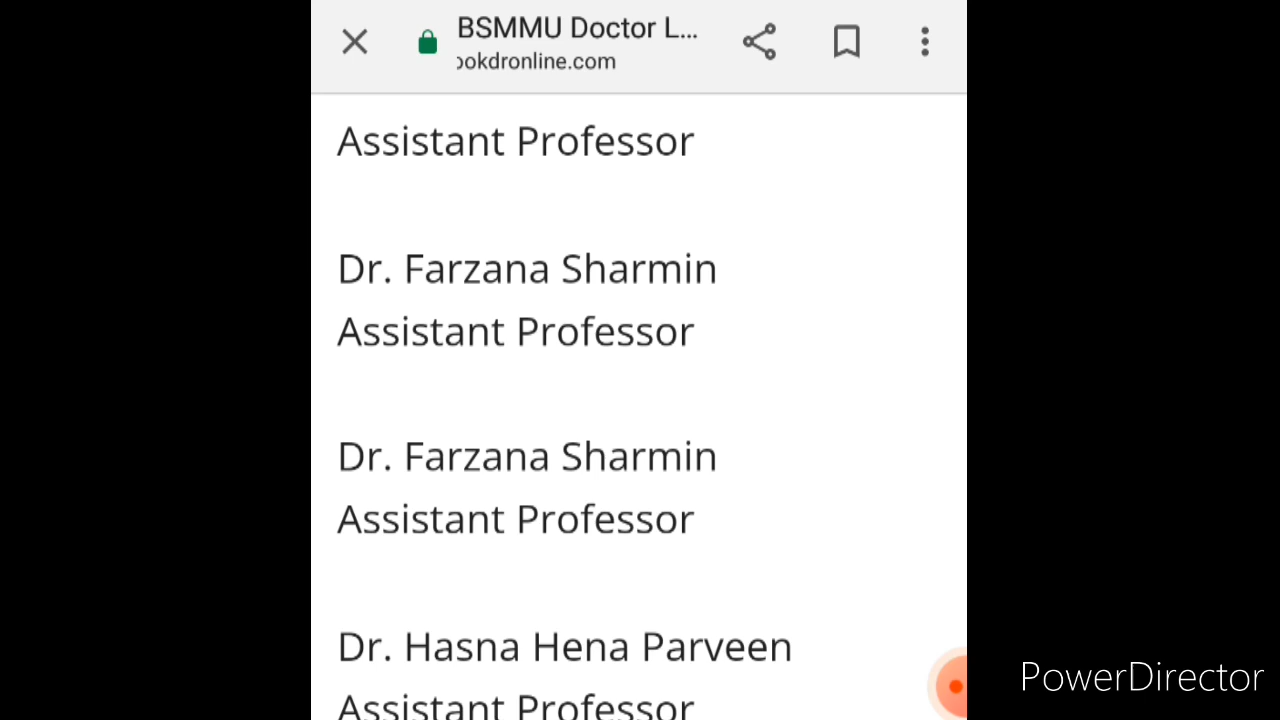 BSMMU Doctor L...
ookdronline.com
Assistant Professor
Dr. Farzana Sharmin
Assistant Professor
Dr. Farzana Sharmin
Assistant Professor
Dr. Hasna Hena Parveen
Assistant Professor
PowerDirector